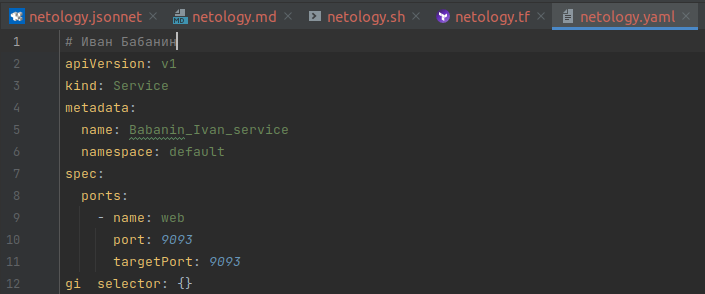 netology.jsonnet netology.md netology.sh netology.tf netology.yaml
1 # Иван Бабанин
2 apiVersion: v1
3 kind: Service
4 metadata:
5   name: Babanin_Ivan_service
6   namespace: default
7 spec:
8   ports:
9     - name: web
10       port: 9093
11       targetPort: 9093
12 gi  selector: {}